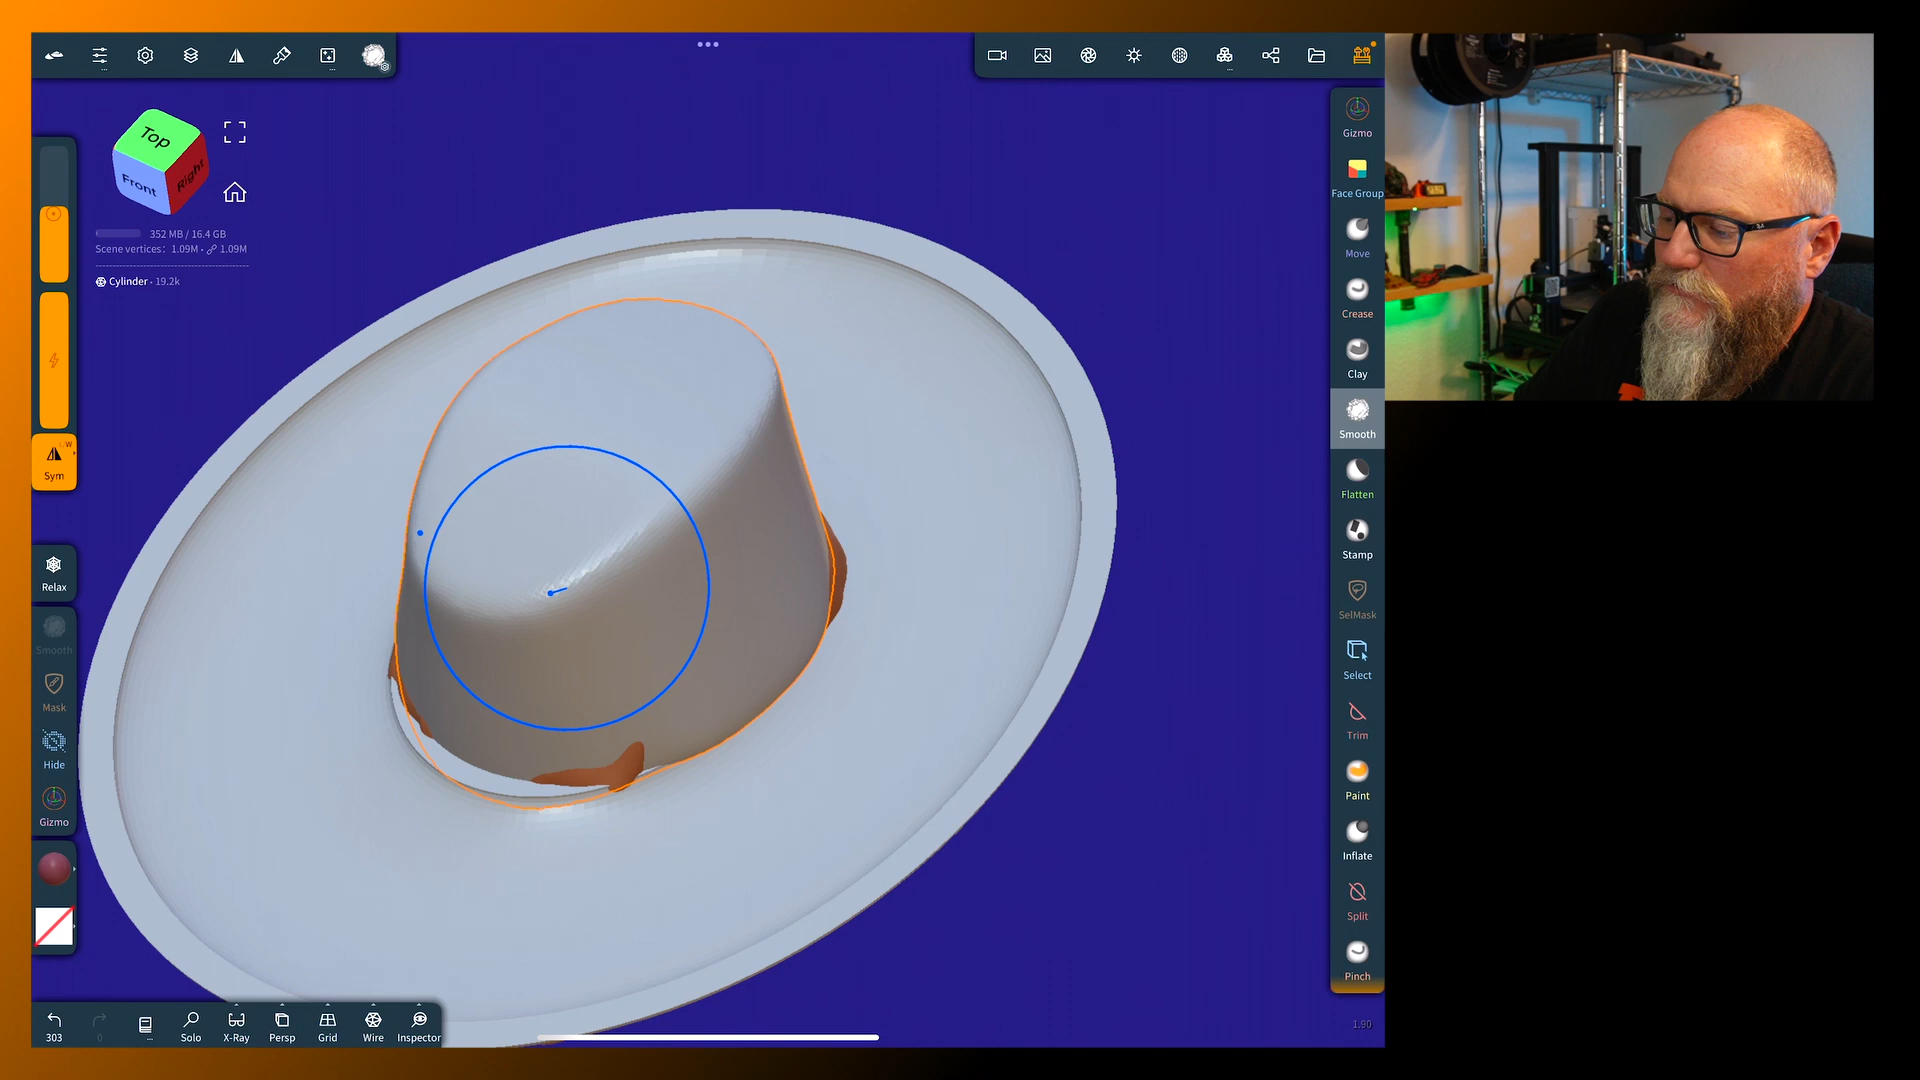 Top
Front
Right
352 MB / 16.4 GB
Scene vertices: 1.09M • 1.09M
Cylinder • 19.2k
Sym
Relax
Smooth
Mask
Hide
Gizmo
303
0
Solo
X-Ray
Persp
Grid
Wire
Inspector
Gizmo
Face Group
Move
Crease
Clay
Smooth
Flatten
Stamp
SelMask
Select
Trim
Paint
Inflate
Split
Pinch
1.90